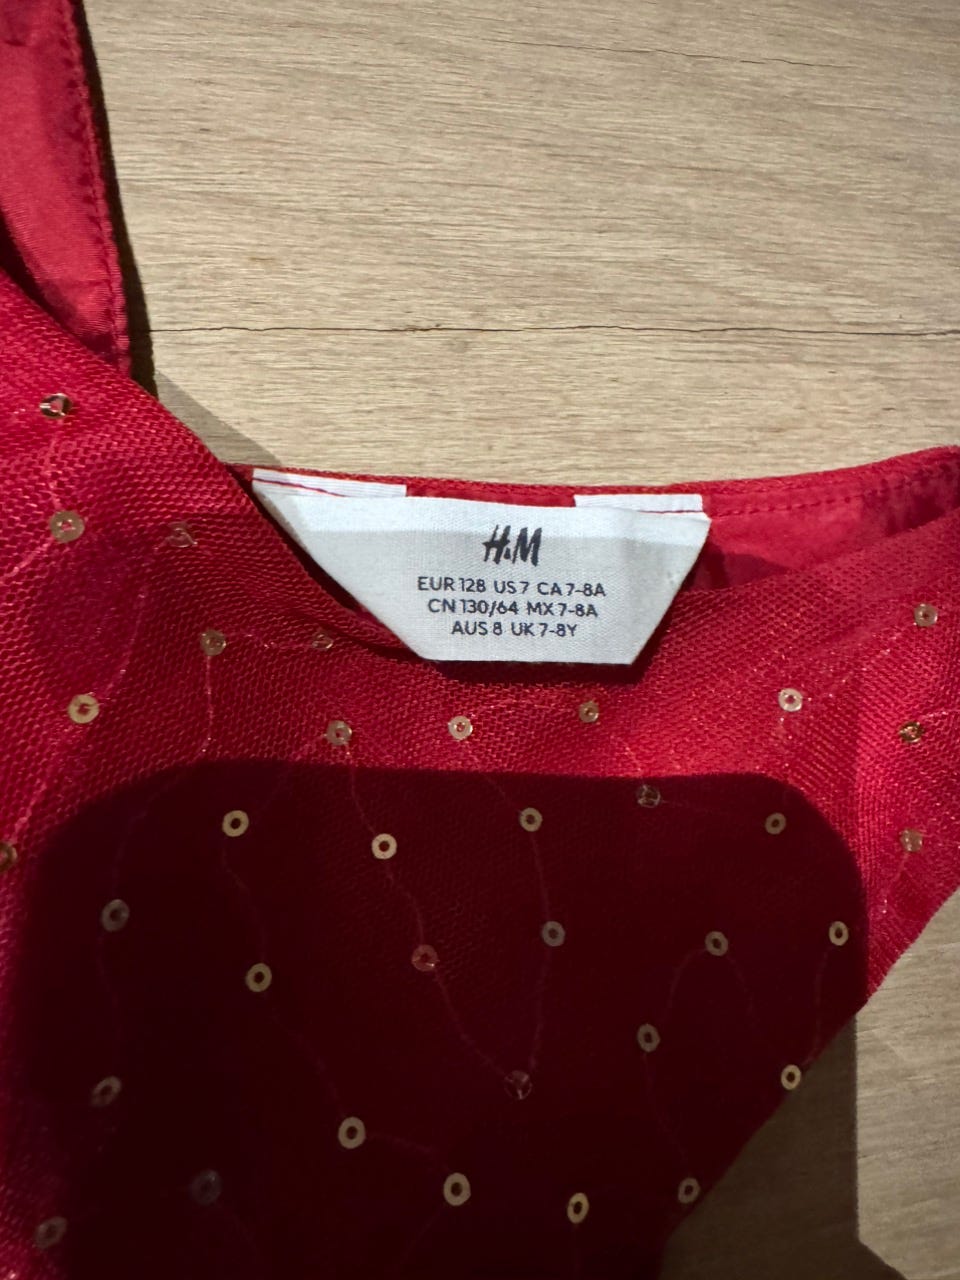 H&M
EUR 128 US 7 CA 7-8A
CN 130/64 MX 7-8A
AUS 8 UK 7-8Y